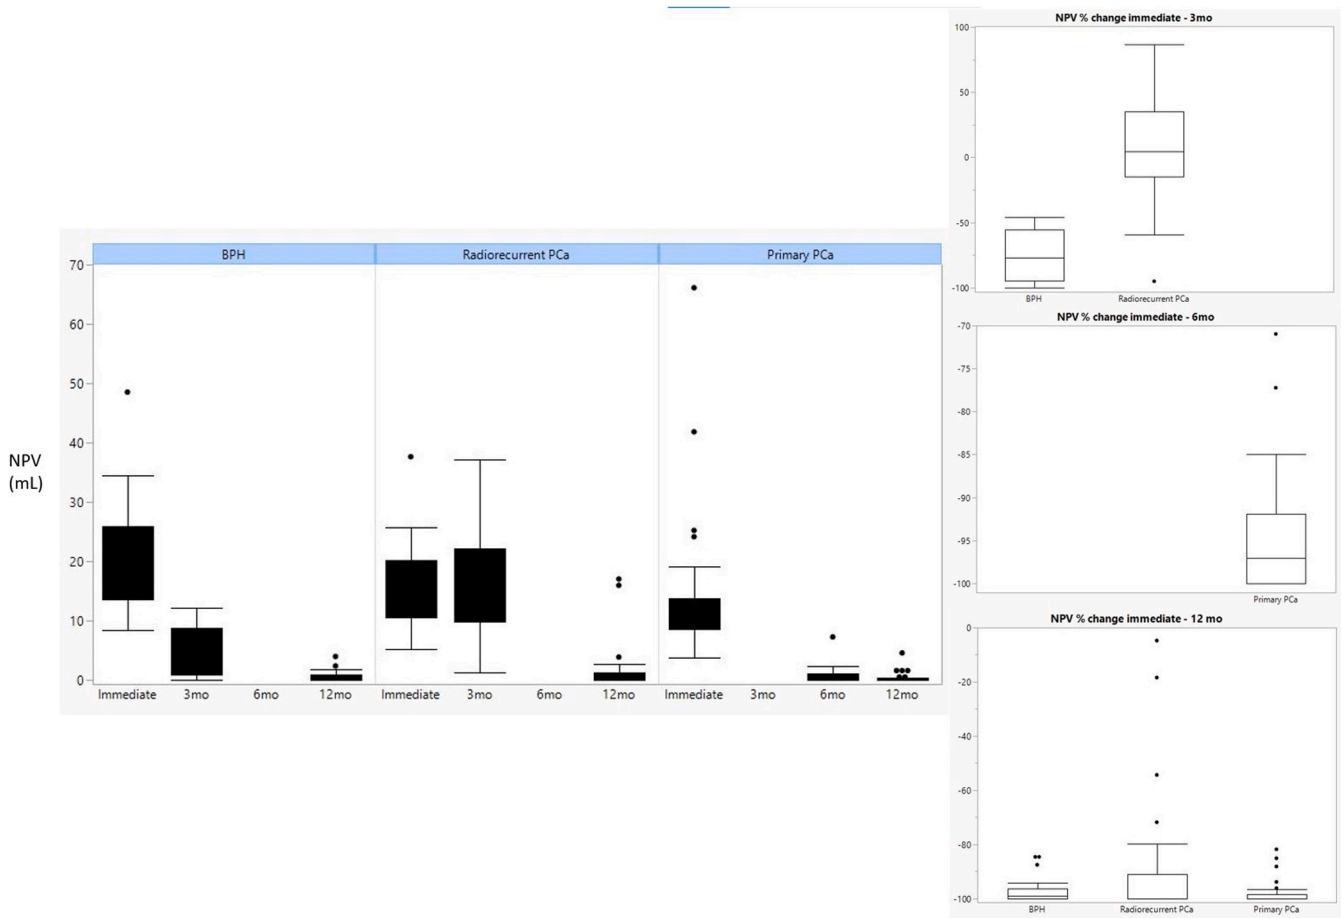 NPV % change immediate - 3mo
100
50
0
-50
-100
BPH
Radiorecurrent PCa
NPV % change immediate - 6mo
-70
-75
-80
-85
-90
-95
-100
Primary PCa
NPV % change immediate - 12 mo
0
-20
-40
-60
-80
-100
BPH
Radiorecurrent PCa
Primary PCa
BPH
Radiorecurrent PCa
Primary PCa
NPV
(mL)
70
60
50
40
30
20
10
0
Immediate 3mo 6mo 12mo Immediate 3mo 6mo 12mo Immediate 3mo 6mo 12mo